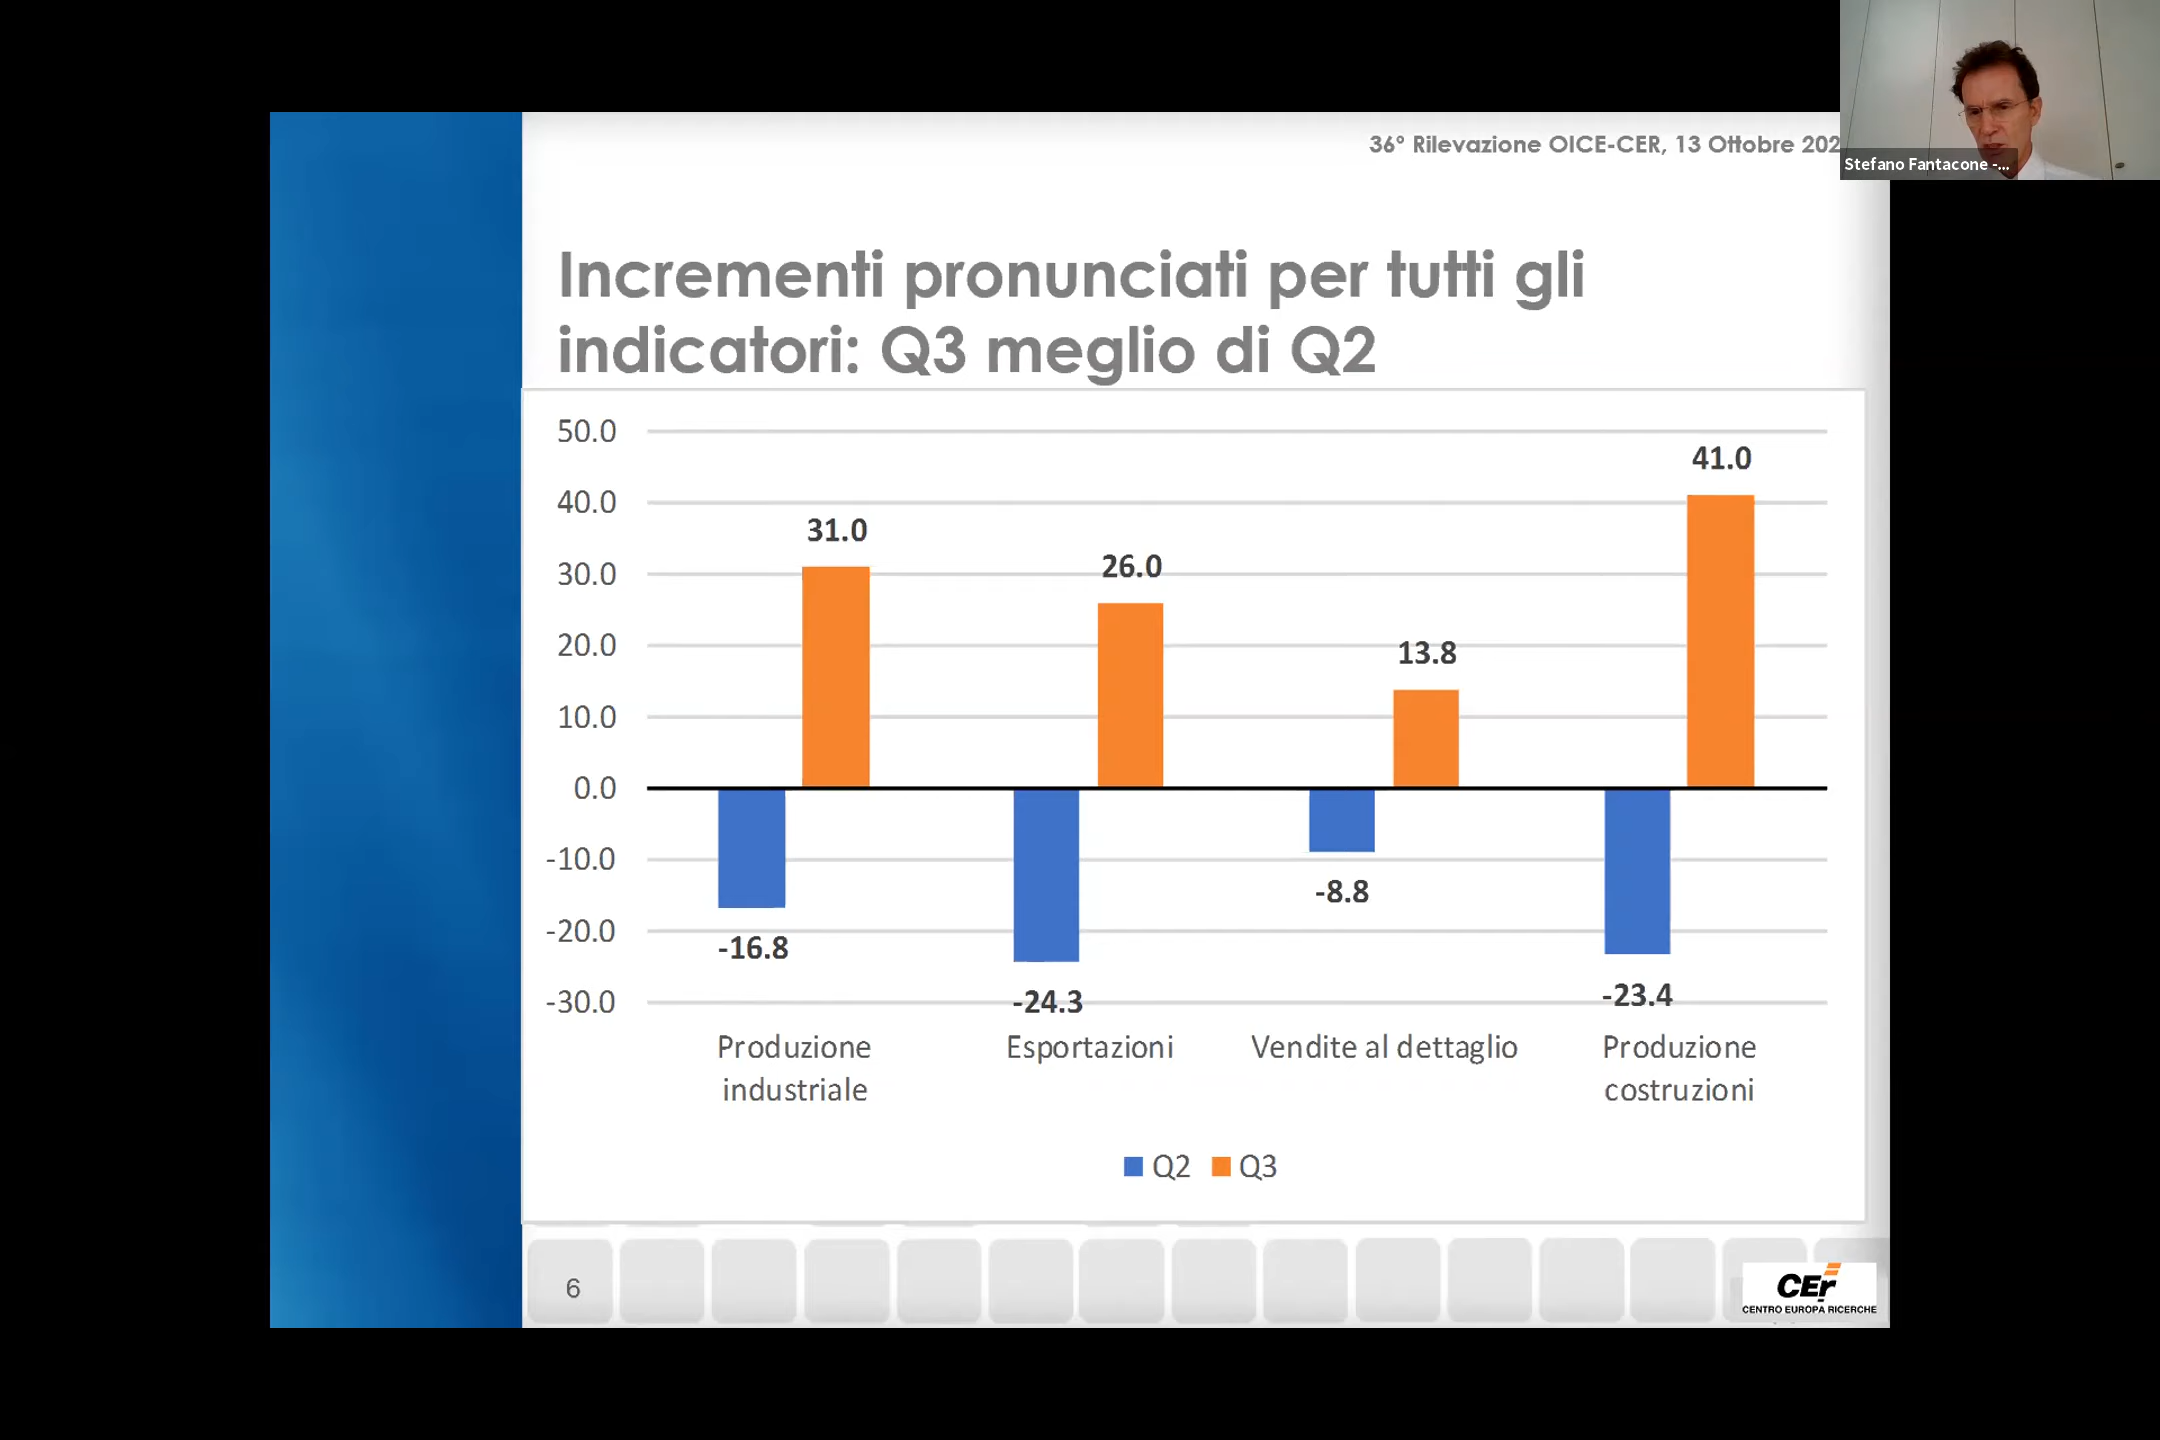 36° Rilevazione OICE-CER, 13 Ottobre 202
Stefano Fantacone -...
Incrementi pronunciati per tutti gli
indicatori: Q3 meglio di Q2
50.0
40.0
30.0
20.0
10.0
0.0
-10.0
-20.0
-30.0
31.0
26.0
13.8
41.0
-16.8
-24.3
-8.8
-23.4
Produzione
industriale
Esportazioni
Vendite al dettaglio
Produzione
costruzioni
Q2
Q3
6
CEr
CENTRO EUROPA RICERCHE